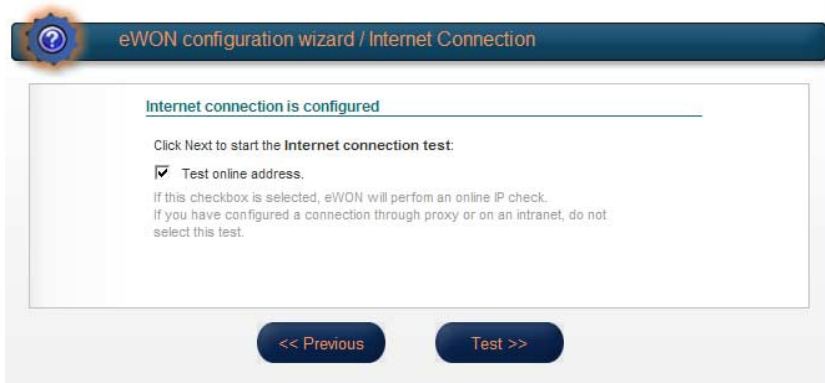 eWON configuration wizard / Internet Connection
Internet connection is configured
Click Next to start the Internet connection test:
Test online address.
If this checkbox is selected, eWON will perfom an online IP check.
If you have configured a connection through proxy or on an intranet, do not
select this test.
<< Previous
Test >>